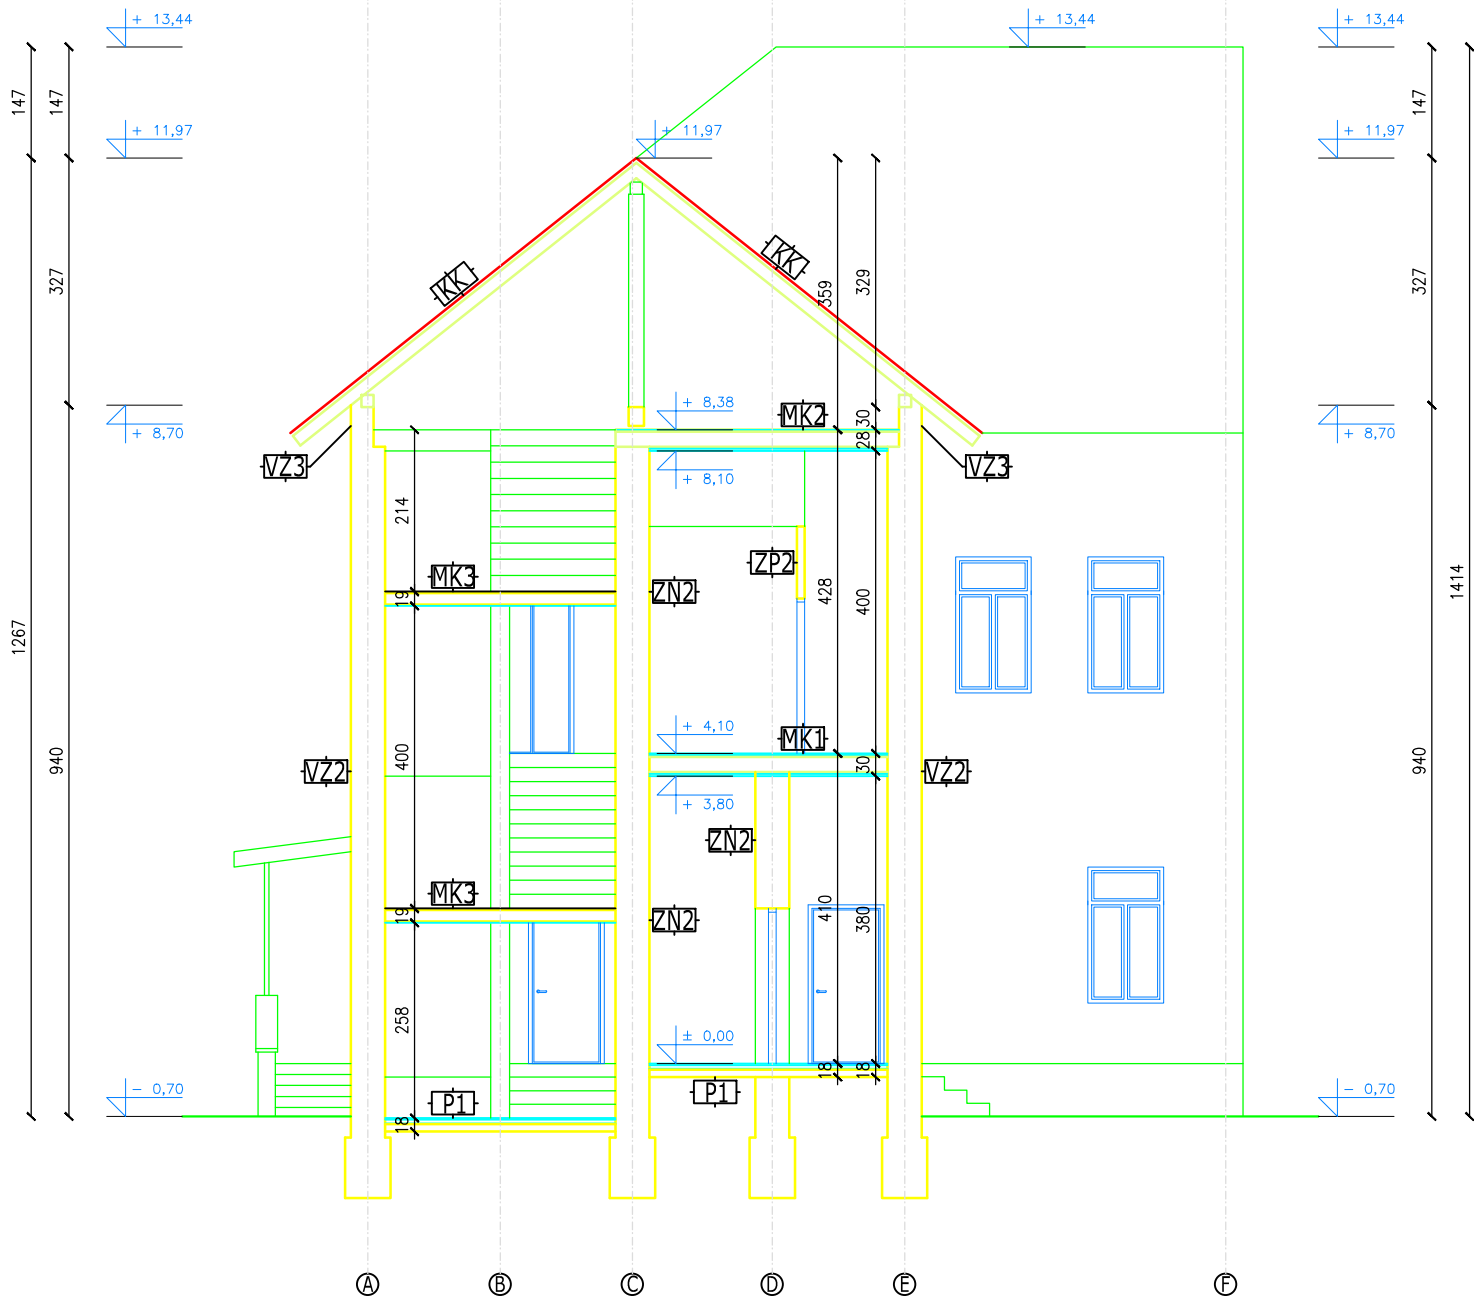 + 13,44
+ 13,44
+ 13,44
147
147
147
+ 11,97
+ 11,97
+ 11,97
KK
KK
327
359
329
327
+ 8,38
MK2
30
+ 8,70
28
+ 8,70
VZ3
+ 8,10
VZ3
214
ZP2
MK3
19
ZN2
428
400
1267
1414
+ 4,10
MK1
940
400
30
940
VZ2
VZ2
+ 3,80
ZN2
MK3
19
ZN2
410
380
258
± 0,00
18
18
- 0,70
P1
P1
- 0,70
18
A
B
C
D
E
F